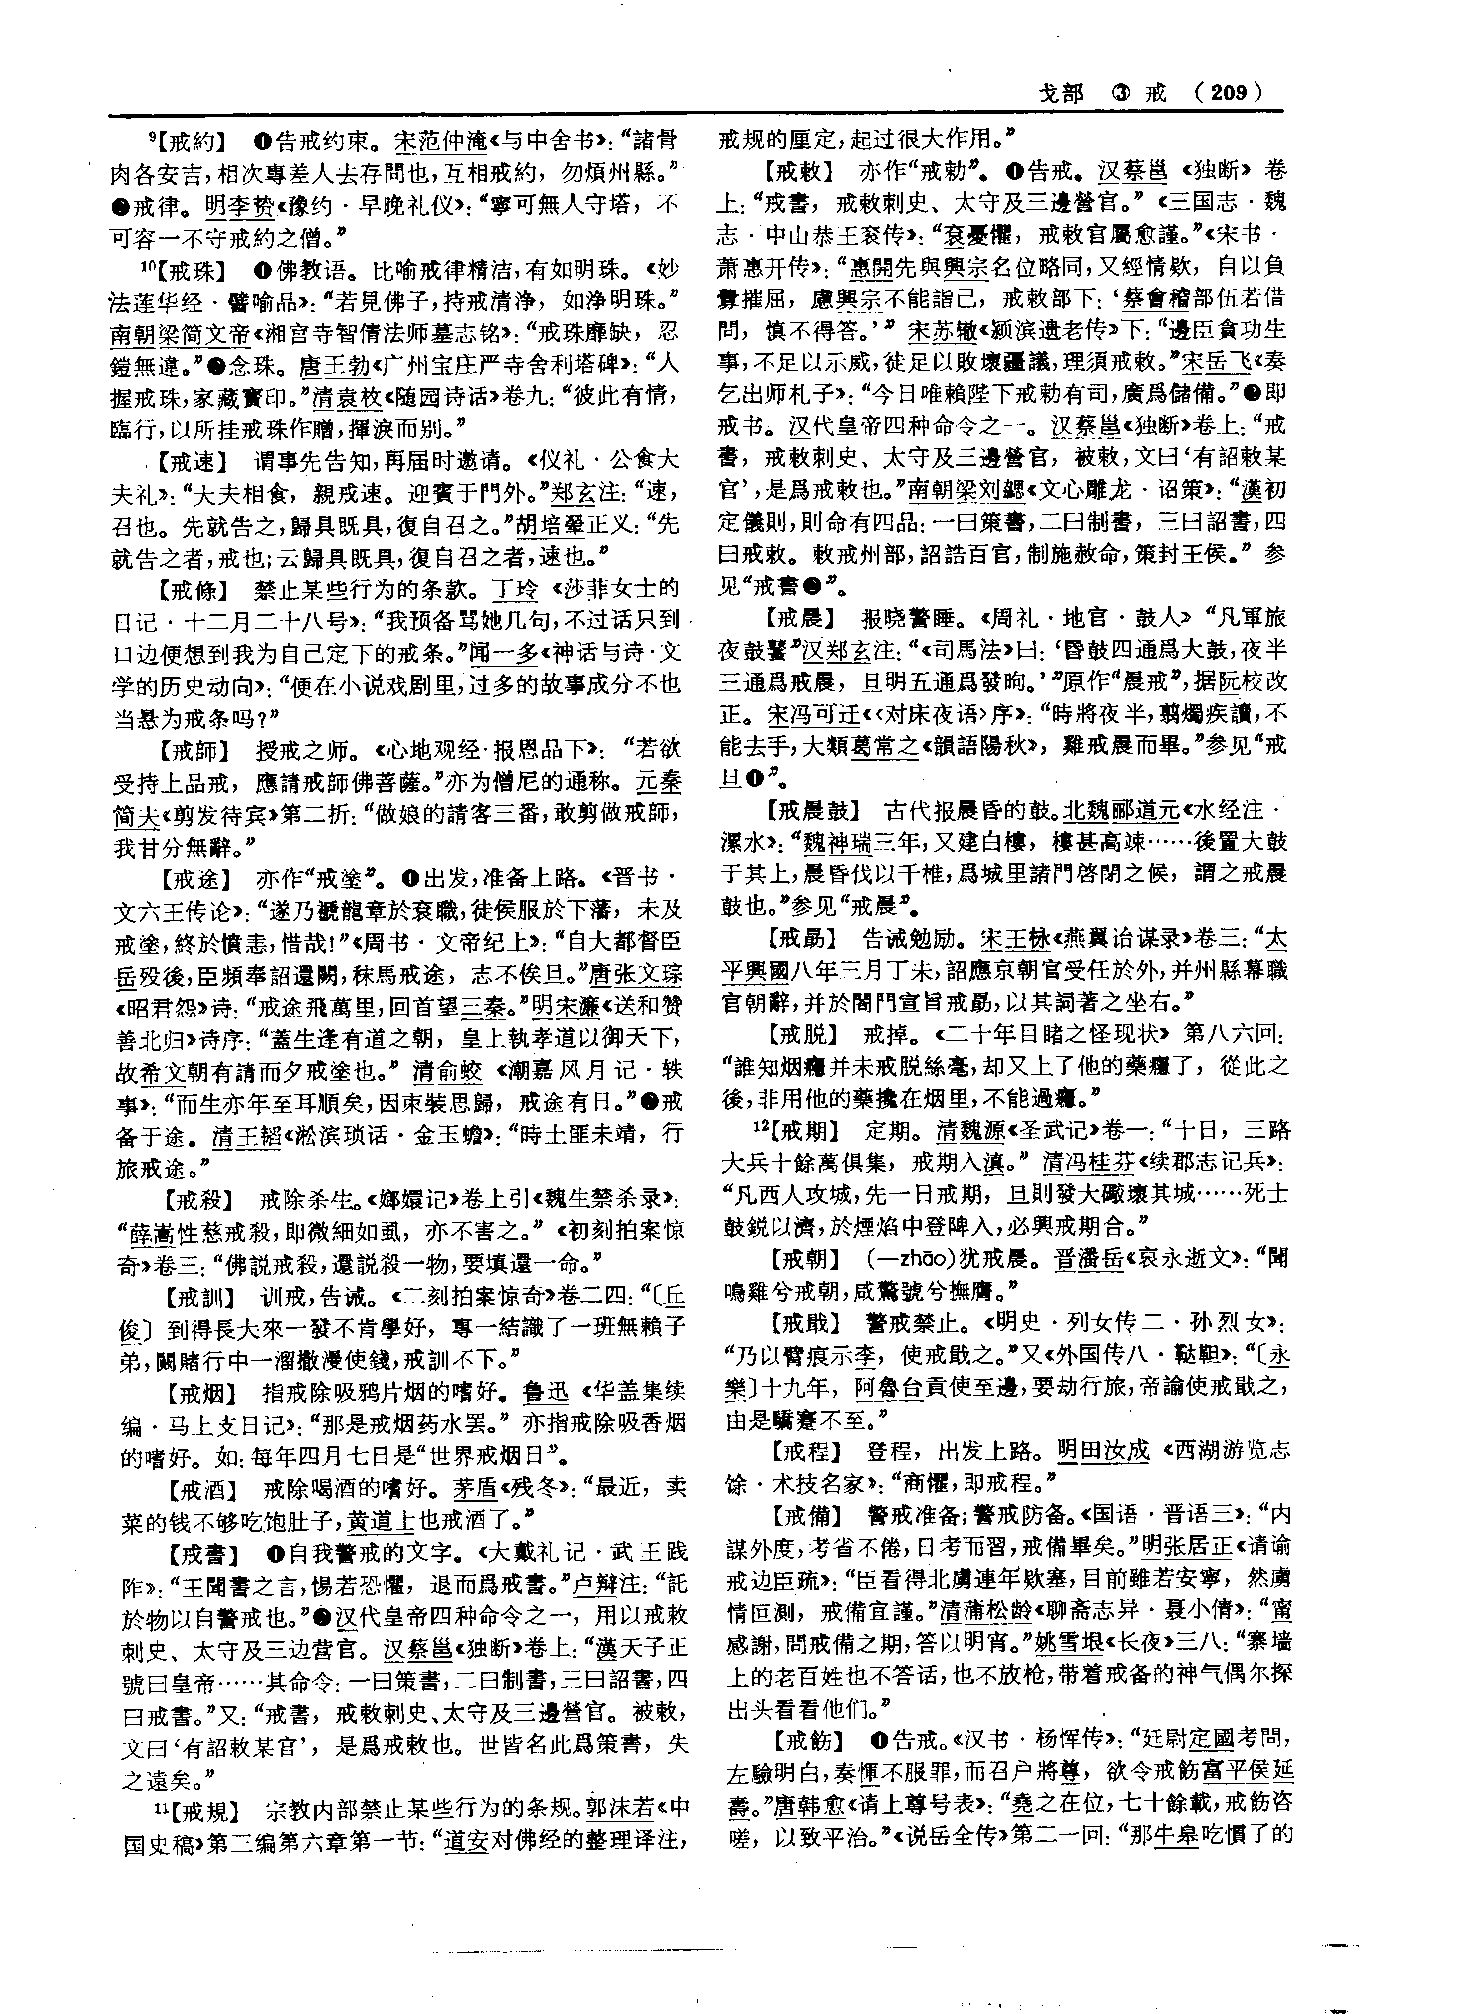 戈部 ③ 戒 （209）
⁹【戒約】 ❶告戒约束。宋范仲淹《与中舍书》：“諸骨
肉各安吉，相次專差人去存問也，互相戒約，勿煩州縣。”
❷戒律。明李贽《豫约·早晚礼仪》：“寧可無人守塔，不
可容一不守戒約之僧。”
¹⁰【戒珠】 ❶佛教语。比喻戒律精洁，有如明珠。《妙
法莲华经·譬喻品》：“若見佛子，持戒清净，如净明珠。”
南朝梁简文帝《湘宫寺智蒨法师墓志铭》：“戒珠靡缺，忍
鎧無違。”❷念珠。唐王勃《广州宝庄严寺舍利塔碑》：“人
握戒珠，家藏寶印。”清袁枚《随园诗话》卷九：“彼此有情，
臨行，以所挂戒珠作贈，揮淚而别。”
【戒速】 谓事先告知，再届时邀请。《仪礼·公食大
夫礼》：“大夫相食，親戒速。迎賓于門外。”郑玄注：“速，
召也。先就告之，歸具既具，復自召之。”胡培翬正义：“先
就告之者，戒也；云歸具既具，復自召之者，速也。”
【戒條】 禁止某些行为的条款。丁玲《莎菲女士的
日记·十二月二十八号》：“我预备骂她几句，不过话只到
口边便想到我为自己定下的戒条。”闻一多《神话与诗·文
学的历史动向》：“便在小说戏剧里，过多的故事成分不也
当悬为戒条吗？”
【戒師】 授戒之师。《心地观经·报恩品下》：“若欲
受持上品戒，應請戒師佛菩薩。”亦为僧尼的通称。元秦
简夫《剪发待宾》第二折：“做娘的請客三番，敢剪做戒師，
我甘分無辭。”
【戒途】 亦作“戒塗”。❶出发，准备上路。《晋书·
文六王传论》：“遂乃褫龍章於衮職，徒侯服於下藩，未及
戒塗，終於憤恚，惜哉！”《周书·文帝纪上》：“自大都督臣
岳殁後，臣頻奉詔還闕，秣馬戒途，志不俟旦。”唐张文琮
《昭君怨》诗：“戒途飛萬里，回首望三秦。”明宋濂《送和赞
善北归》诗序：“蓋生逢有道之朝，皇上執孝道以御天下，
故希文朝有請而夕戒塗也。”清俞蛟《潮嘉风月记·轶
事》：“而生亦年至耳順矣，因束裝思歸，戒途有日。”❷戒
备于途。清王韬《淞滨琐话·金玉蟾》：“時土匪未靖，行
旅戒途。”
【戒殺】 戒除杀生。《嫏嬛记》卷上引《魏生禁杀录》：
“薛嵩性慈戒殺，即微細如虱，亦不害之。”《初刻拍案惊
奇》卷三：“佛説戒殺，還説殺一物，要填還一命。”
【戒訓】 训戒，告诫。《二刻拍案惊奇》卷二四：“〔丘
俊〕到得長大來一發不肯學好，專一結識了一班無賴子
弟，闝賭行中一溜撒漫使錢，戒訓不下。”
【戒烟】 指戒除吸鸦片烟的嗜好。鲁迅《华盖集续
编·马上支日记》：“那是戒烟药水罢。”亦指戒除吸香烟
的嗜好。如：每年四月七日是“世界戒烟日”。
【戒酒】 戒除喝酒的嗜好。茅盾《残冬》：“最近，卖
菜的钱不够吃饱肚子，黄道士也戒酒了。”
【戒書】 ❶自我警戒的文字。《大戴礼记·武王践
阼》：“王聞書之言，惕若恐懼，退而爲戒書。”卢辩注：“託
於物以自警戒也。”❷汉代皇帝四种命令之一，用以戒敕
刺史、太守及三边营官。汉蔡邕《独断》卷上：“漢天子正
號曰皇帝……其命令：一曰策書，二曰制書，三曰詔書，四
曰戒書。”又：“戒書，戒敕刺史、太守及三邊營官。被敕，
文曰‘有詔敕某官’，是爲戒敕也。世皆名此爲策書，失
之遠矣。”
¹¹【戒規】 宗教内部禁止某些行为的条规。郭沫若《中
国史稿》第三编第六章第一节：“道安对佛经的整理译注，
戒规的厘定，起过很大作用。”
【戒敕】 亦作“戒勅”。❶告戒。汉蔡邕《独断》卷
上：“戒書，戒敕刺史、太守及三邊營官。”《三国志·魏
志·中山恭王衮传》：“衮憂懼，戒敕官屬愈謹。”《宋书·
萧惠开传》：“惠開先與興宗名位略同，又經情欵，自以負
釁摧屈，慮興宗不能詣己，戒敕部下：‘蔡會稽部伍若借
問，慎不得答。’”宋苏辙《颍滨遗老传》下：“邊臣貪功生
事，不足以示威，徒足以敗壞疆議，理須戒敕。”宋岳飞《奏
乞出师札子》：“今日唯賴陛下戒勅有司，廣爲儲備。”❷即
戒书。汉代皇帝四种命令之一。汉蔡邕《独断》卷上：“戒
書，戒敕刺史、太守及三邊營官，被敕，文曰‘有詔敕某
官’，是爲戒敕也。”南朝梁刘勰《文心雕龙·诏策》：“漢初
定儀則，則命有四品：一曰策書，二曰制書，三曰詔書，四
曰戒敕。敕戒州部，詔誥百官，制施赦命，策封王侯。”参
见“戒書❷”。
【戒晨】 报晓警睡。《周礼·地官·鼓人》“凡軍旅
夜鼓鼜”汉郑玄注：“《司馬法》曰：‘昏鼓四通爲大鼓，夜半
三通爲戒晨，旦明五通爲發昫。’”原作“晨戒”，据阮校改
正。宋冯可迁《〈对床夜语〉序》：“時將夜半，翦燭疾讀，不
能去手，大類葛常之《韻語陽秋》，雞戒晨而畢。”参见“戒
旦❶”。
【戒晨鼓】 古代报晨昏的鼓。北魏郦道元《水经注·
漯水》：“魏神瑞三年，又建白樓，樓甚高竦……後置大鼓
于其上，晨昏伐以千椎，爲城里諸門啓閉之候，謂之戒晨
鼓也。”参见“戒晨”。
【戒勗】 告诫勉励。宋王栐《燕翼诒谋录》卷三：“太
平興國八年三月丁未，詔應京朝官受任於外，并州縣幕職
官朝辭，并於閤門宣旨戒勗，以其詞著之坐右。”
【戒脱】 戒掉。《二十年目睹之怪现状》第八六回：
“誰知烟癮并未戒脱絲毫，却又上了他的藥癮了，從此之
後，非用他的藥攙在烟里，不能過癮。”
¹²【戒期】 定期。清魏源《圣武记》卷一：“十日，三路
大兵十餘萬俱集，戒期入滇。”清冯桂芬《续郡志记兵》：
“凡西人攻城，先一日戒期，旦則發大礮壞其城……死士
鼓鋭以濟，於煙焰中登陴入，必興戒期合。”
【戒朝】 （—zhāo）犹戒晨。晋潘岳《哀永逝文》：“聞
鳴雞兮戒朝，咸驚號兮撫膺。”
【戒戢】 警戒禁止。《明史·列女传二·孙烈女》：
“乃以臂痕示李，使戒戢之。”又《外国传八·鞑靼》：“〔永
樂〕十九年，阿魯台貢使至邊，要劫行旅，帝諭使戒戢之，
由是驕蹇不至。”
【戒程】 登程，出发上路。明田汝成《西湖游览志
馀·术技名家》：“商懼，即戒程。”
【戒備】 警戒准备；警戒防备。《国语·晋语三》：“内
謀外度，考省不倦，日考而習，戒備畢矣。”明张居正《请谕
戒边臣疏》：“臣看得北虜連年欵塞，目前雖若安寧，然虜
情叵測，戒備宜謹。”清蒲松龄《聊斋志异·聂小倩》：“甯
感謝，問戒備之期，答以明宵。”姚雪垠《长夜》三八：“寨墙
上的老百姓也不答话，也不放枪，带着戒备的神气偶尔探
出头看看他们。”
【戒飭】 ❶告戒。《汉书·杨恽传》：“廷尉定國考問，
左驗明白，奏惲不服罪，而召户將尊，欲令戒飭富平侯延
壽。”唐韩愈《请上尊号表》：“堯之在位，七十餘載，戒飭咨
嗟，以致平治。”《说岳全传》第二一回：“那牛皋吃慣了的